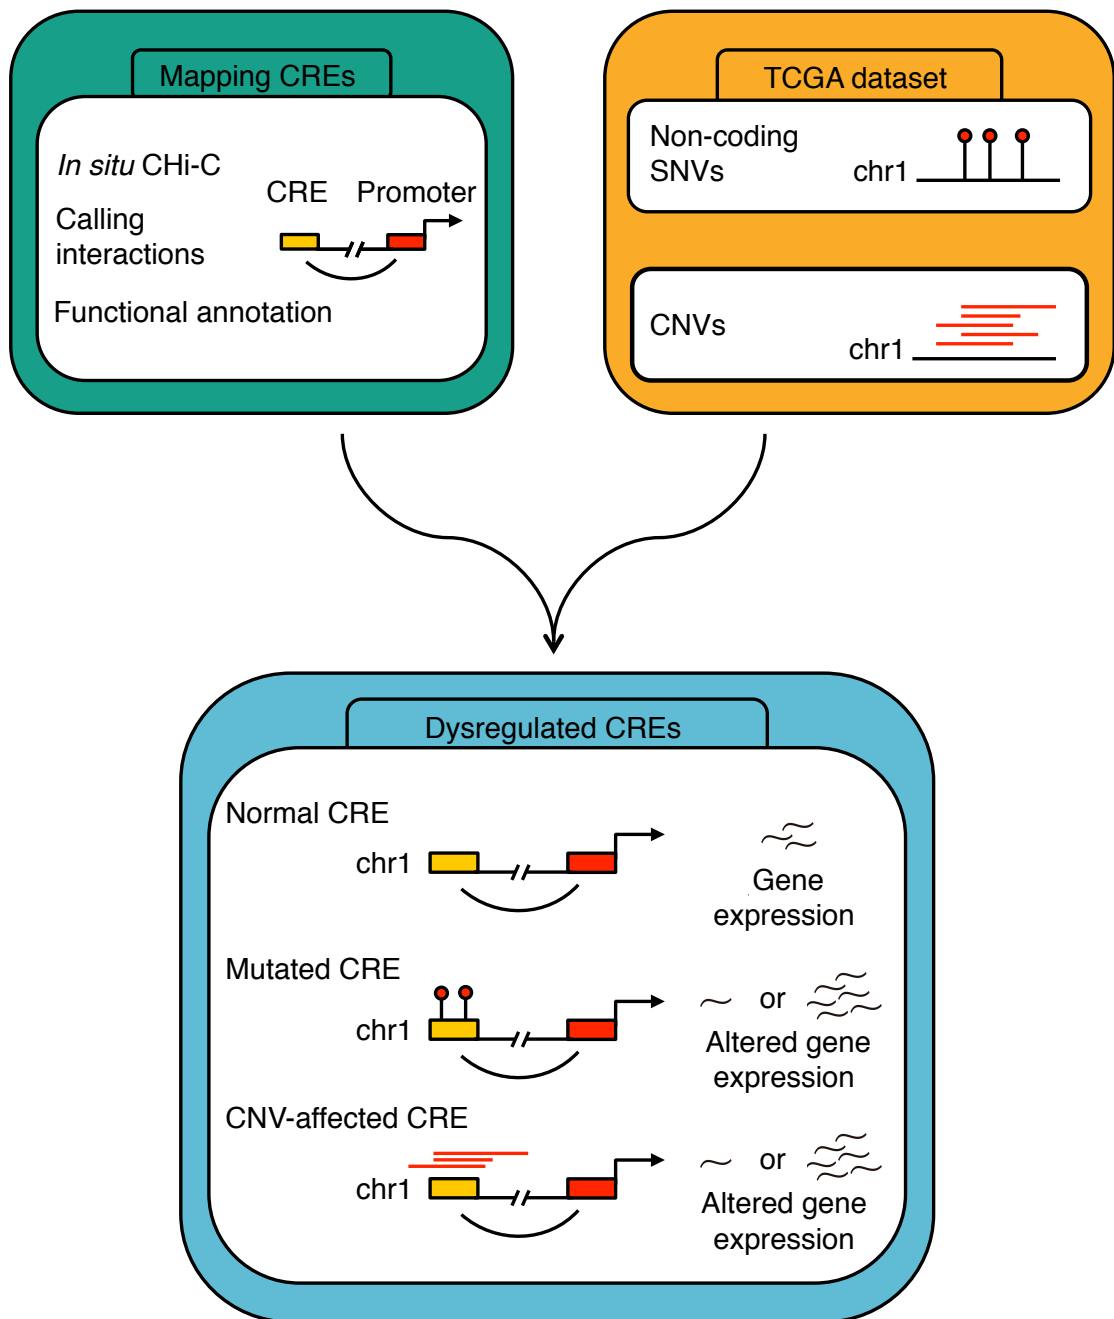 Mapping CREs
In situ CHi-C
Calling
interactions
CRE Promoter
Functional annotation
TCGA dataset
Non-coding
SNVs
chr1
CNVs
chr1
Dysregulated CREs
Normal CRE
chr1
Gene
expression
Mutated CRE
chr1
or
Altered gene
expression
CNV-affected CRE
chr1
or
Altered gene
expression